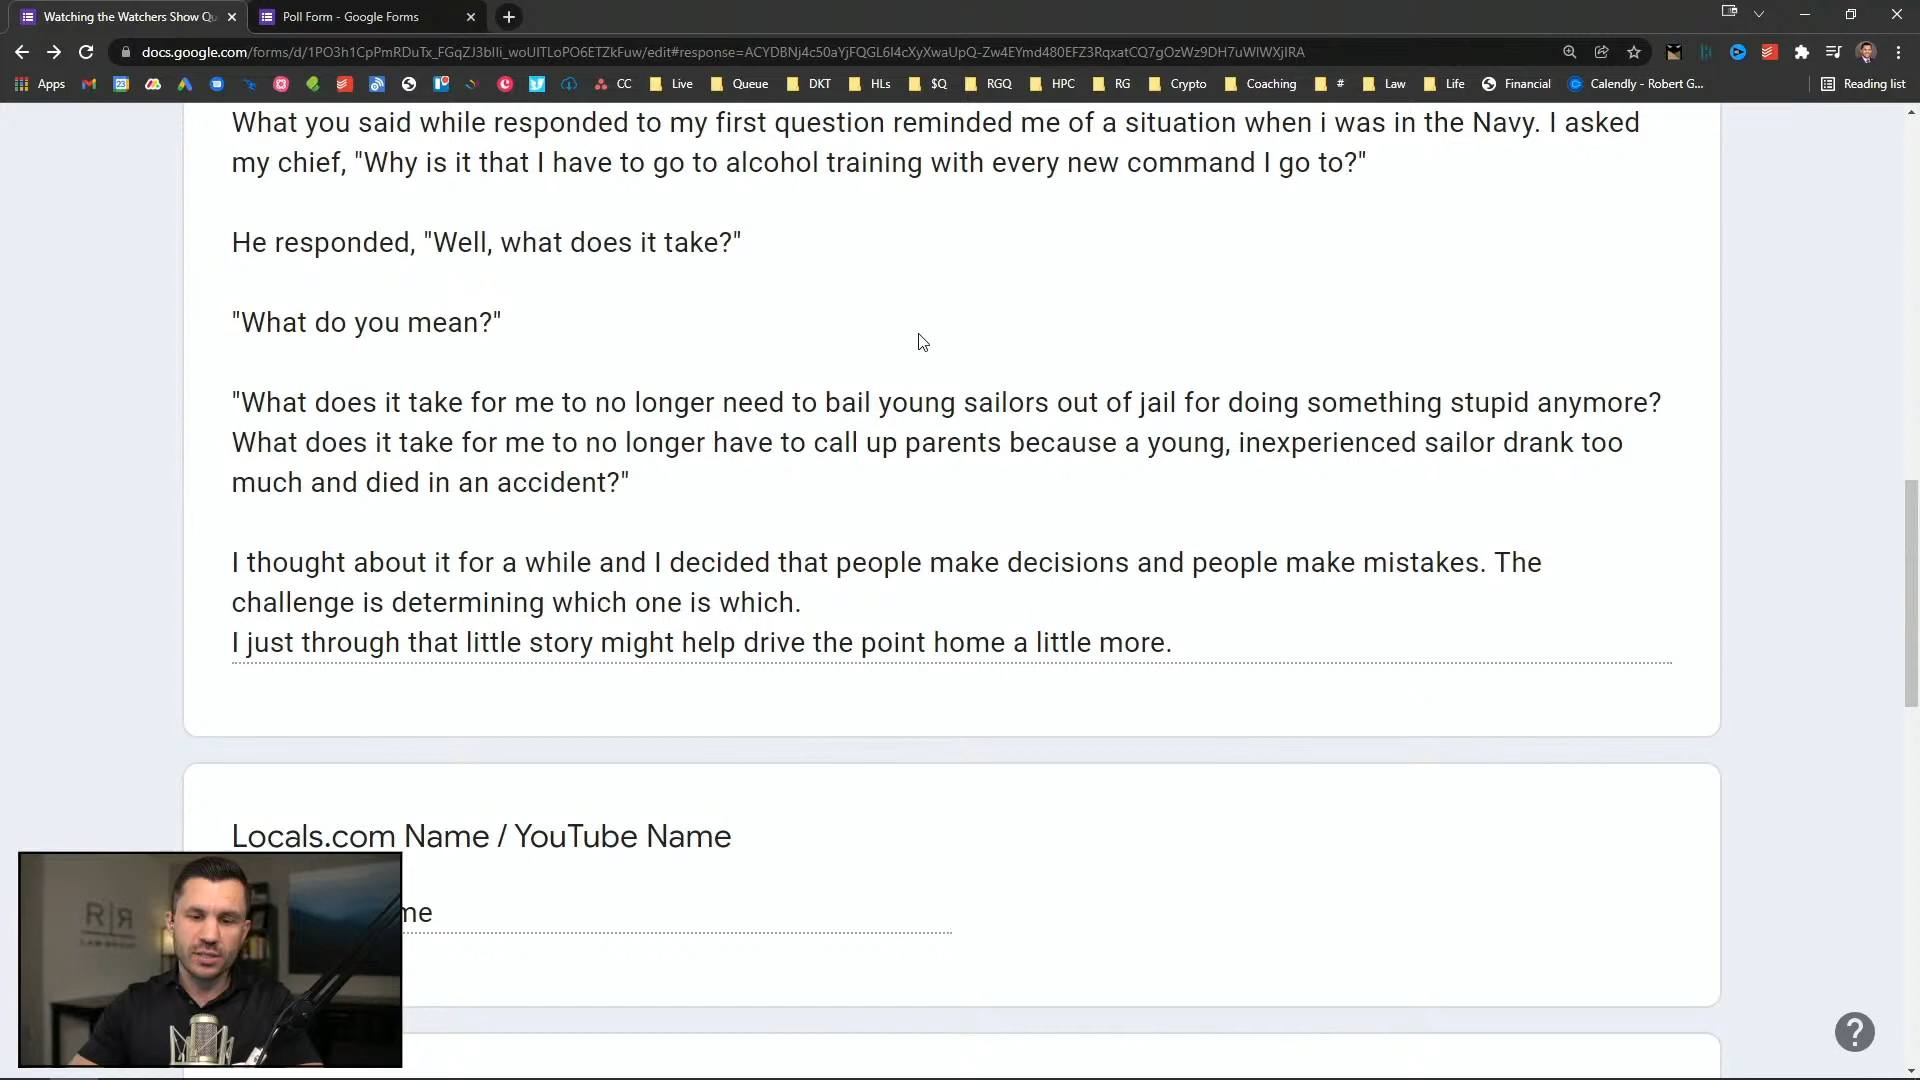 Watching the Watchers Show Qu
Poll Form - Google Forms
docs.google.com/forms/d/1PO3h1CpPmRDuTx_FGqZJ3bIli_woUITLoPO6ETZkFuw/edit#response=ACYDBNj4c50aYjFQGL6I4cXyXwaUpQ-Zw4EYmd480EFZ3RqxatCQ7gOzWz9DH7uWIWXjIRA
Apps
CC
Live
Queue
DKT
HLs
$Q
RGQ
HPC
RG
Crypto
Coaching
#
Law
Life
Financial
Calendly - Robert G...
Reading list
What you said while responded to my first question reminded me of a situation when i was in the Navy. I asked
my chief, "Why is it that I have to go to alcohol training with every new command I go to?"
He responded, "Well, what does it take?"
"What do you mean?"
"What does it take for me to no longer need to bail young sailors out of jail for doing something stupid anymore?
What does it take for me to no longer have to call up parents because a young, inexperienced sailor drank too
much and died in an accident?"
I thought about it for a while and I decided that people make decisions and people make mistakes. The
challenge is determining which one is which.
I just through that little story might help drive the point home a little more.
Locals.com Name / YouTube Name
me
R|R
LAW GROUP